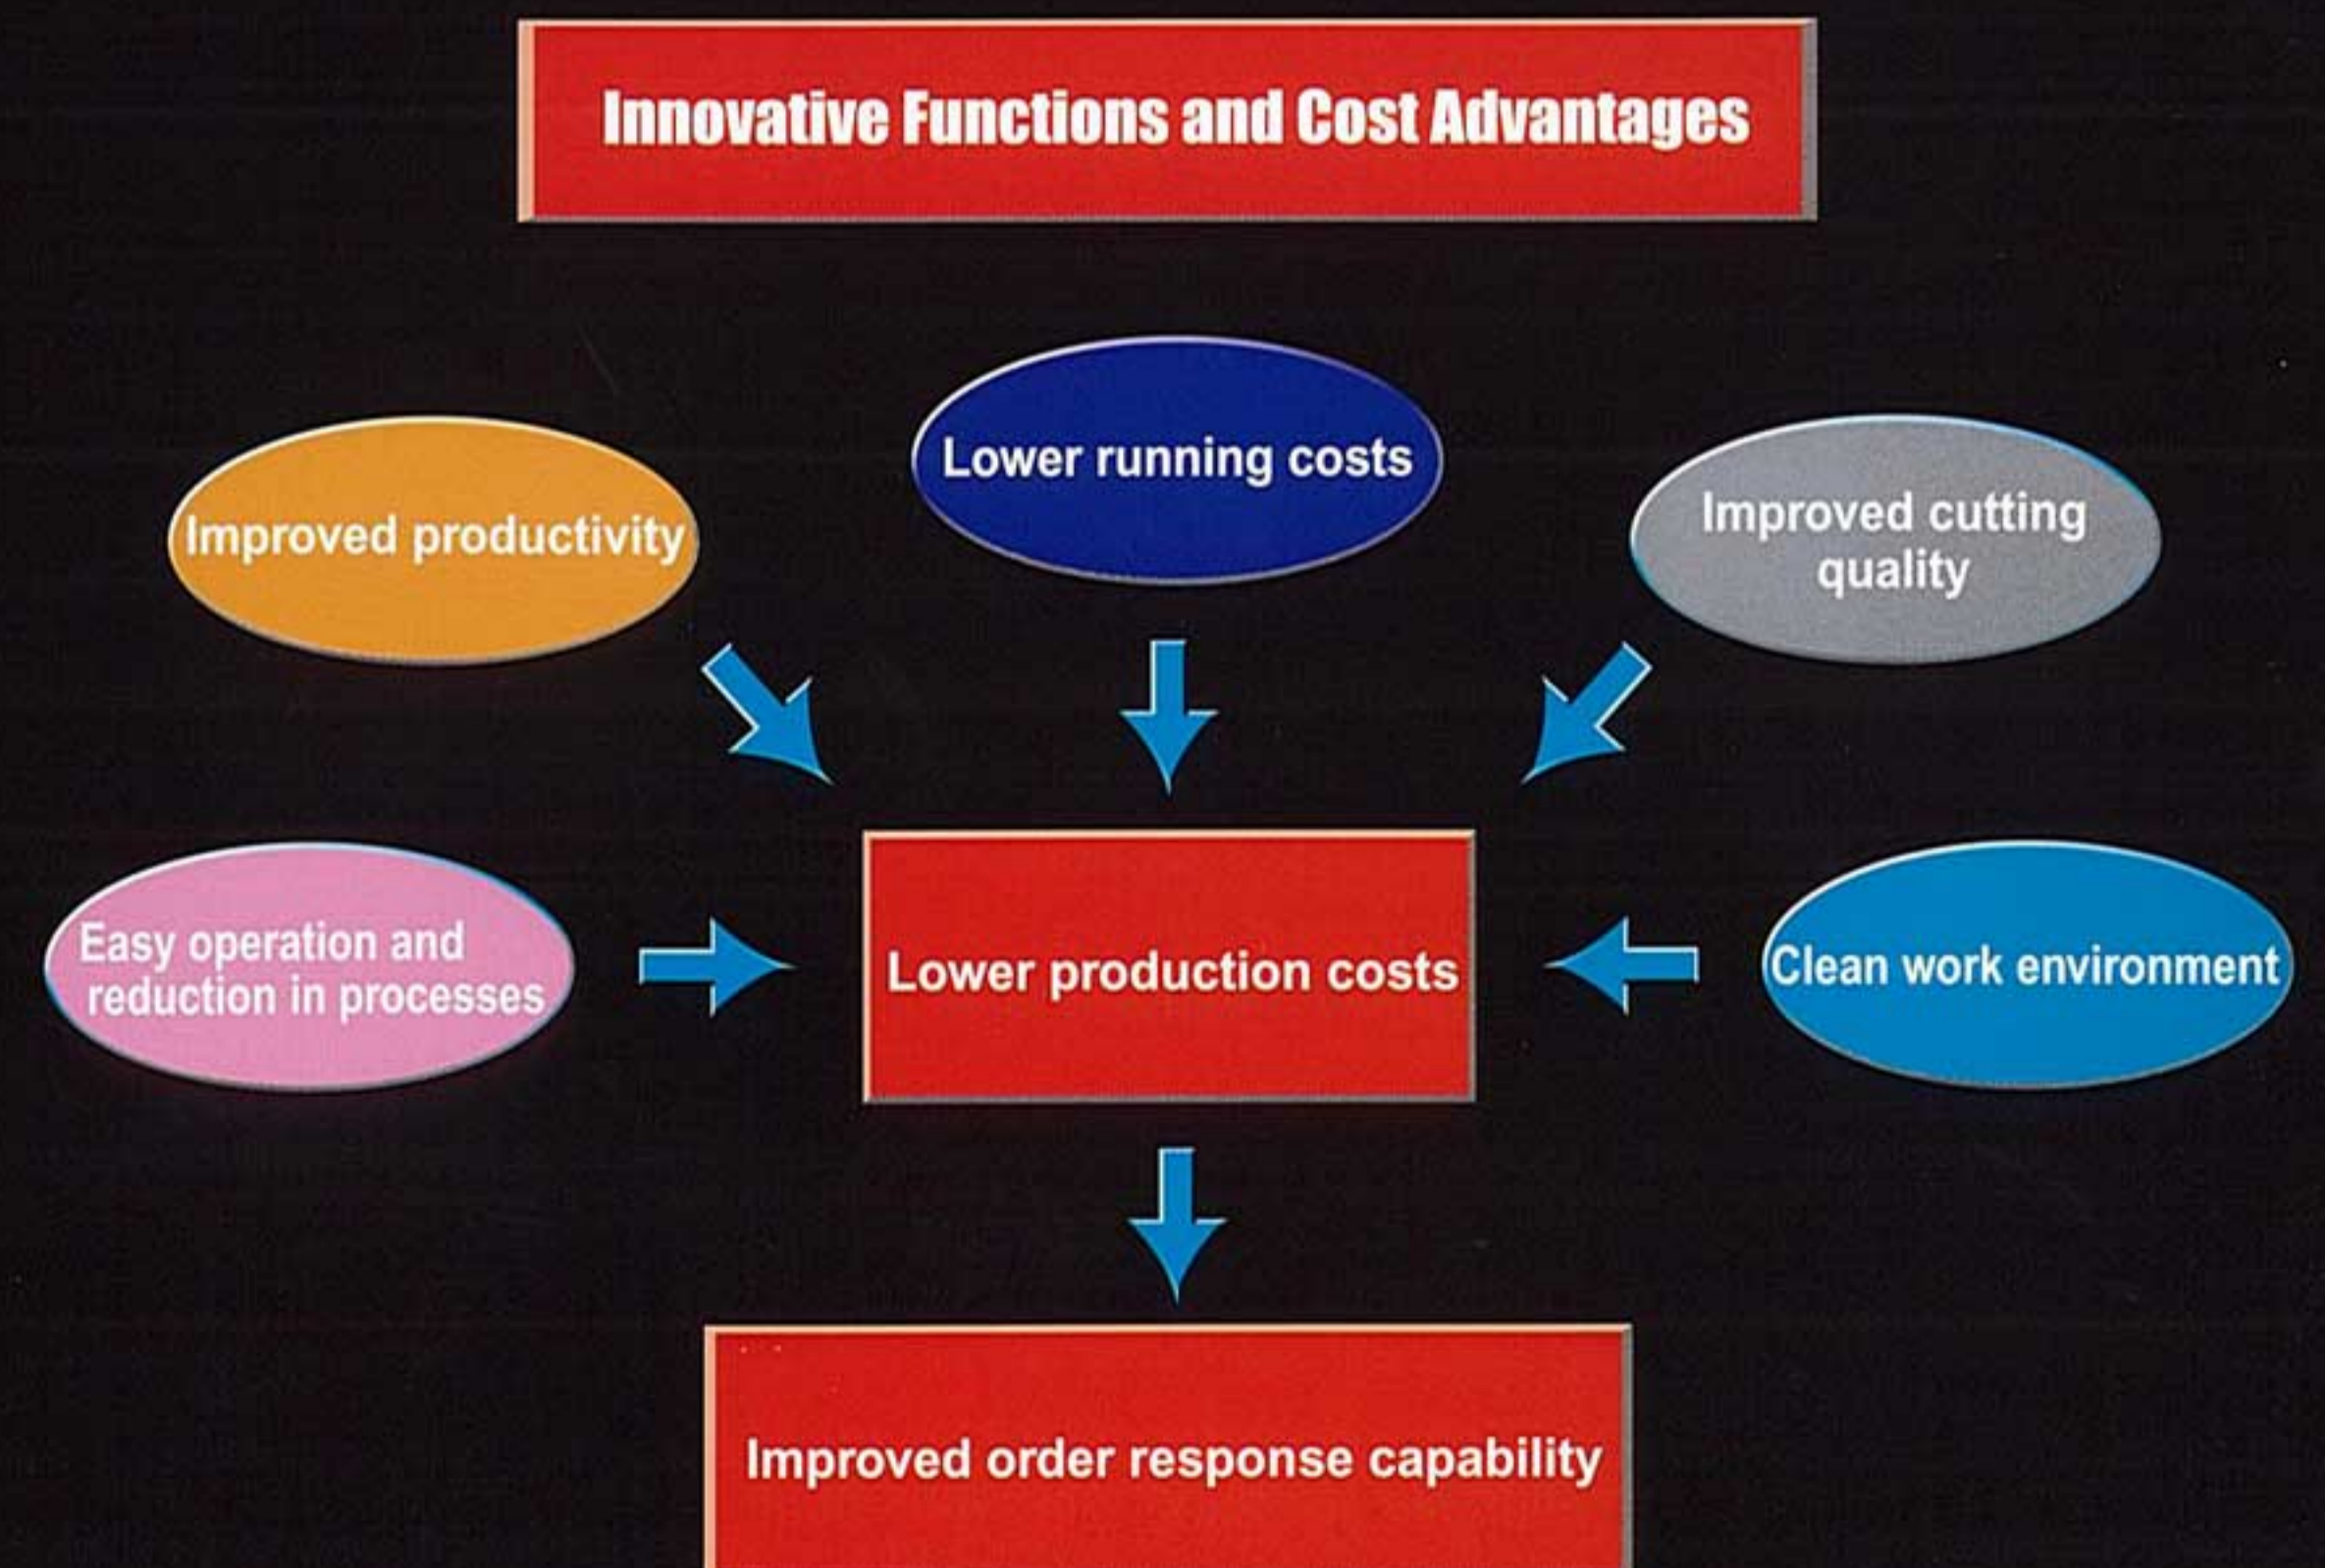 Innovative Functions and Cost Advantages
Lower running costs
Improved productivity
Improved cutting
quality
Easy operation and
reduction in processes
Lower production costs
Clean work environment
Improved order response capability